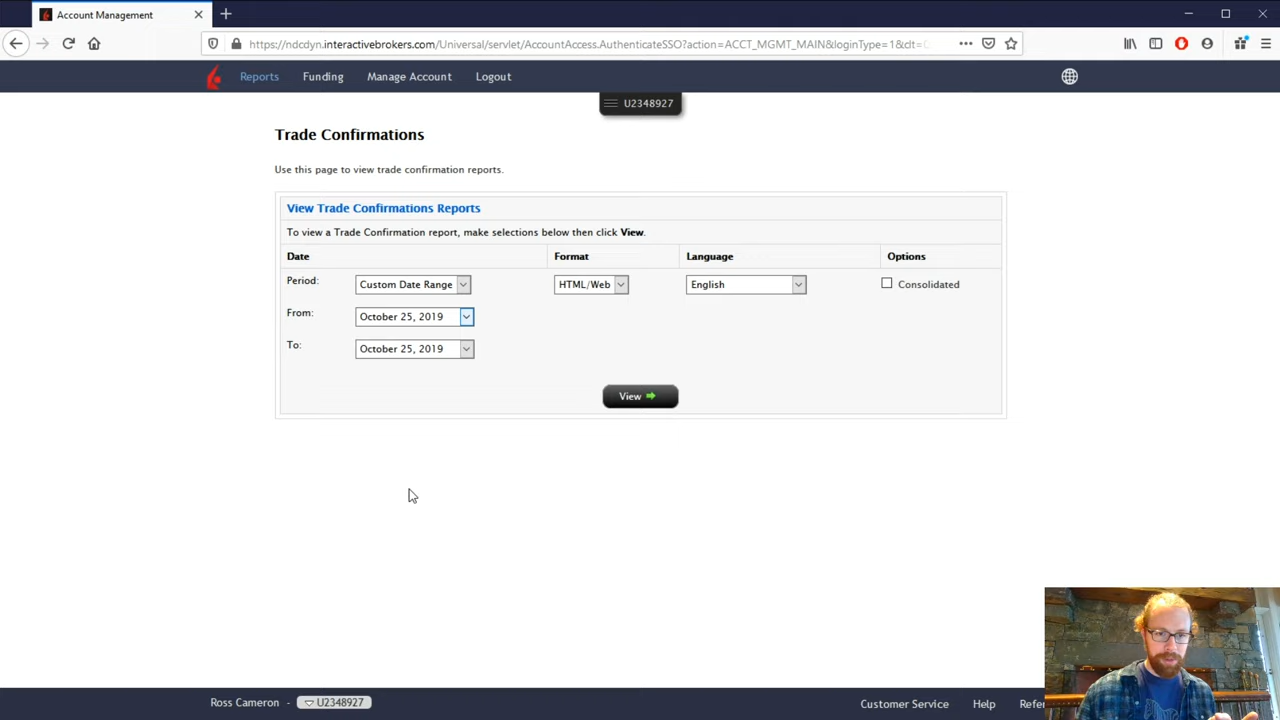 Account Management
https://ndcdyn.interactivebrokers.com/Universal/servlet/AccountAccess.AuthenticateSSO?action=ACCT_MGMT_MAIN&loginType=1&clt=
Reports Funding Manage Account Logout
U2348927
Trade Confirmations
Use this page to view trade confirmation reports.
View Trade Confirmations Reports
To view a Trade Confirmation report, make selections below then click View.
Date Format Language Options
Period: Custom Date Range HTML/Web English Consolidated
From: October 25, 2019
To: October 25, 2019
View
Ross Cameron - U2348927 Customer Service Help Refer